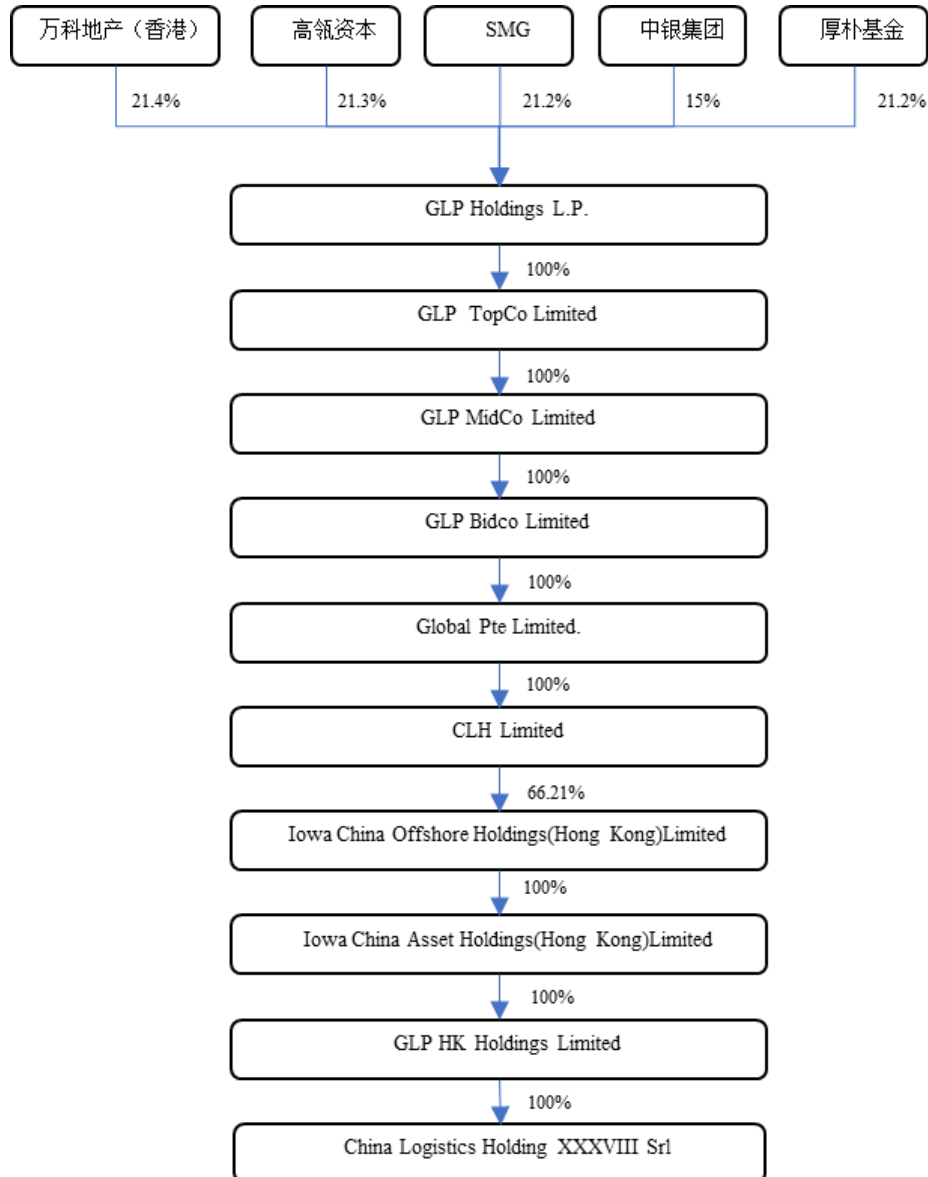 万科地产（香港）
高瓴资本
SMG
中银集团
厚朴基金
21.4%
21.3%
21.2%
15%
21.2%
GLP Holdings L.P.
100%
GLP TopCo Limited
100%
GLP MidCo Limited
100%
GLP Bidco Limited
100%
Global Pte Limited.
100%
CLH Limited
66.21%
Iowa China Offshore Holdings(Hong Kong)Limited
100%
Iowa China Asset Holdings(Hong Kong)Limited
100%
GLP HK Holdings Limited
100%
China Logistics Holding XXXVIII Srl